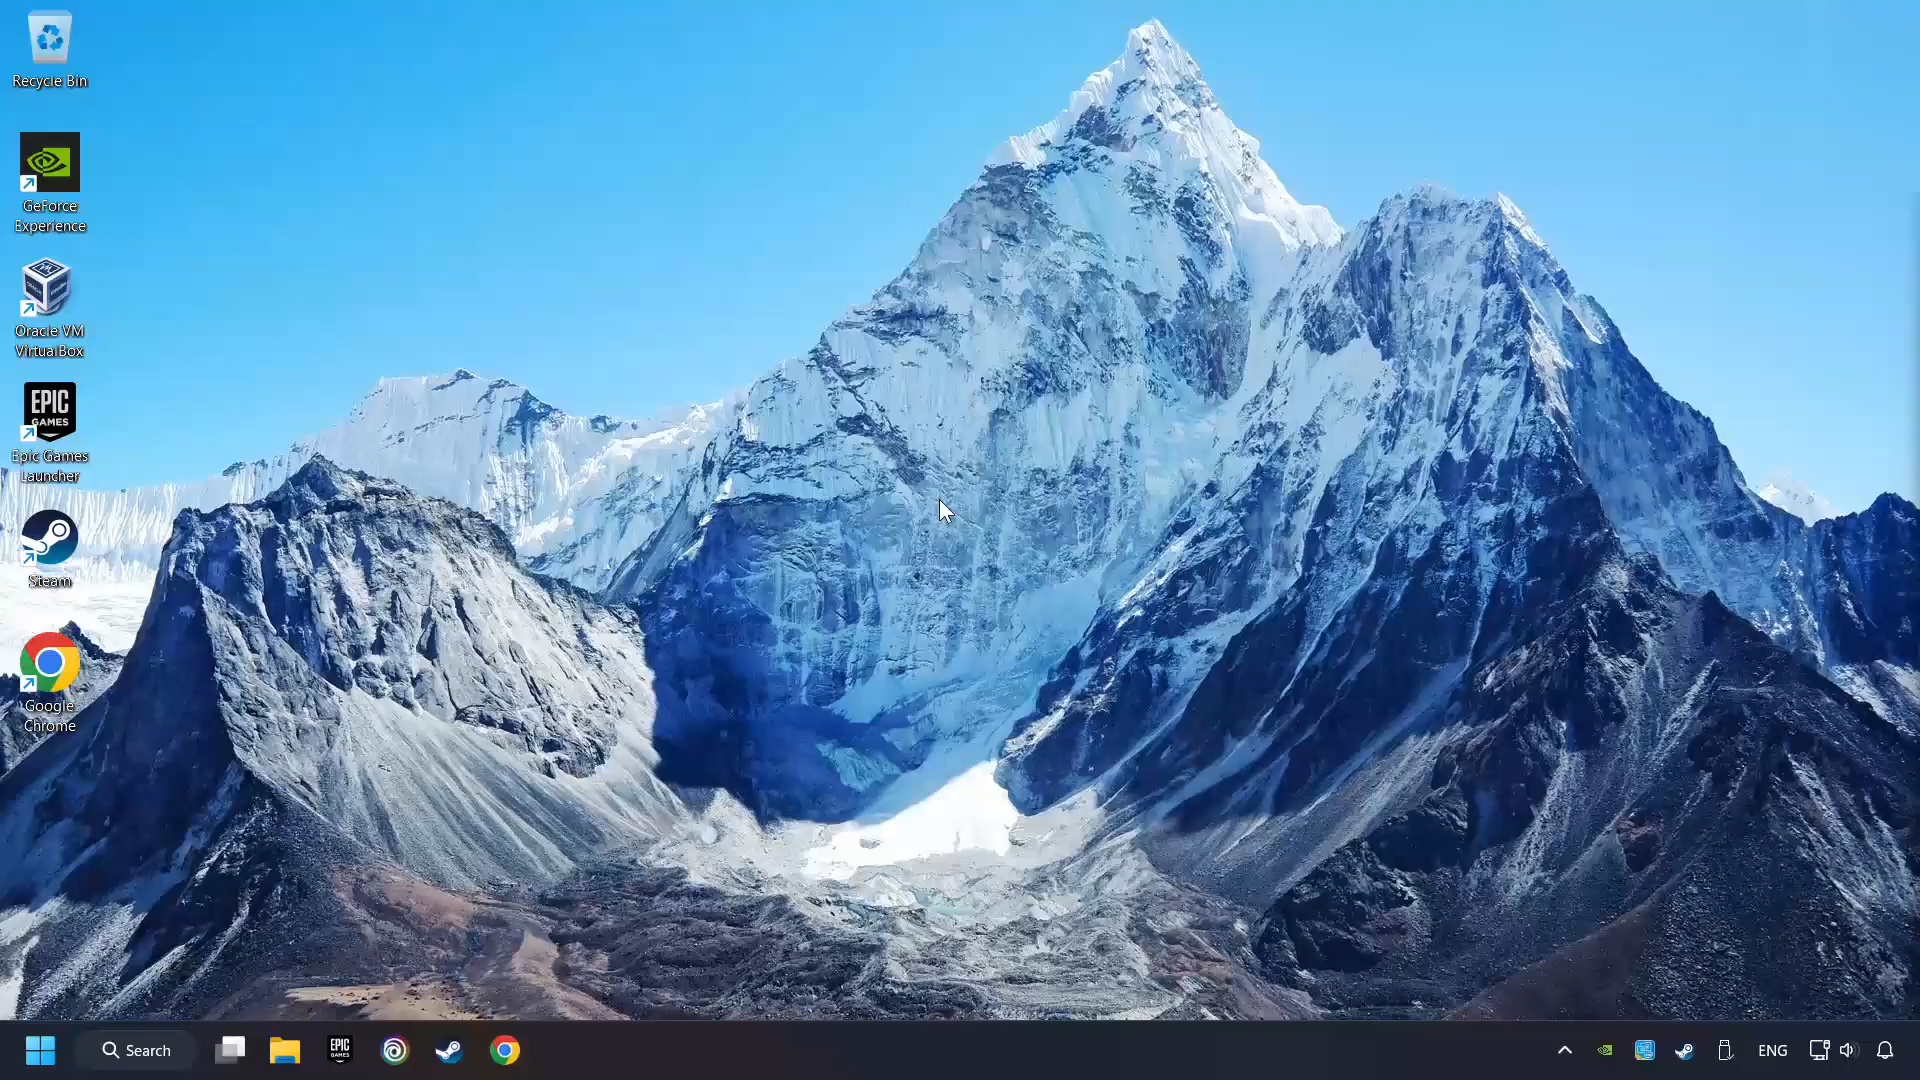 Recycle Bin
GeForce
Experience
Oracle VM
VirtualBox
EPIC
GAMES
Epic Games
Launcher
Steam
Google
Chrome
Search
EPIC
GAMES
ENG